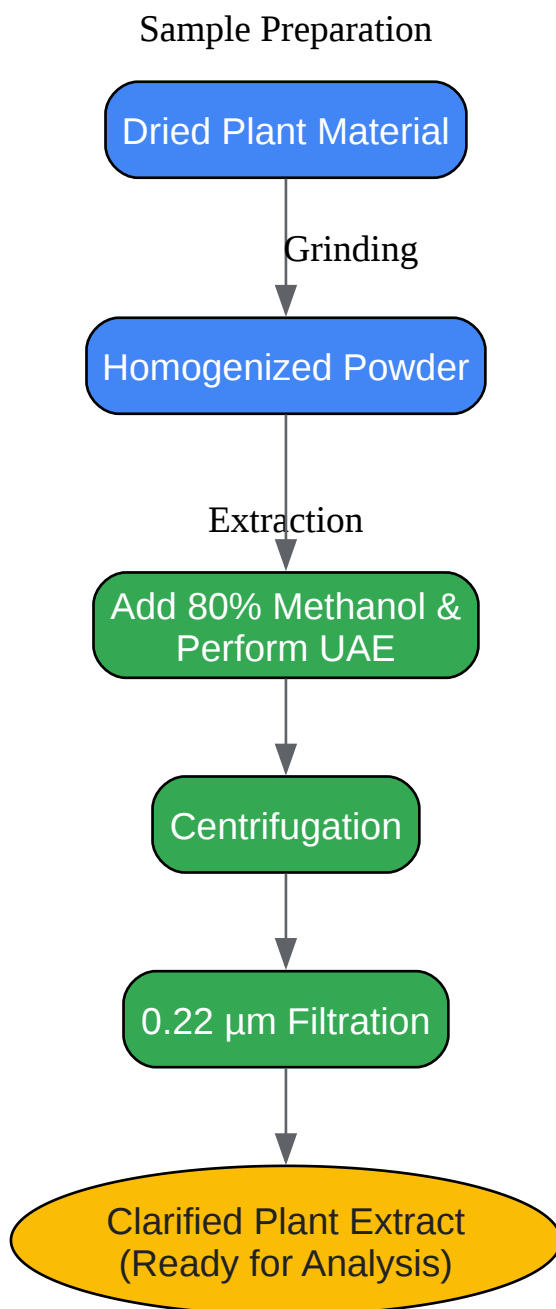 Sample Preparation
Dried Plant Material
Grinding
Homogenized Powder
Extraction
Add 80% Methanol &
Perform UAE
Centrifugation
0.22 µm Filtration
Clarified Plant Extract
(Ready for Analysis)